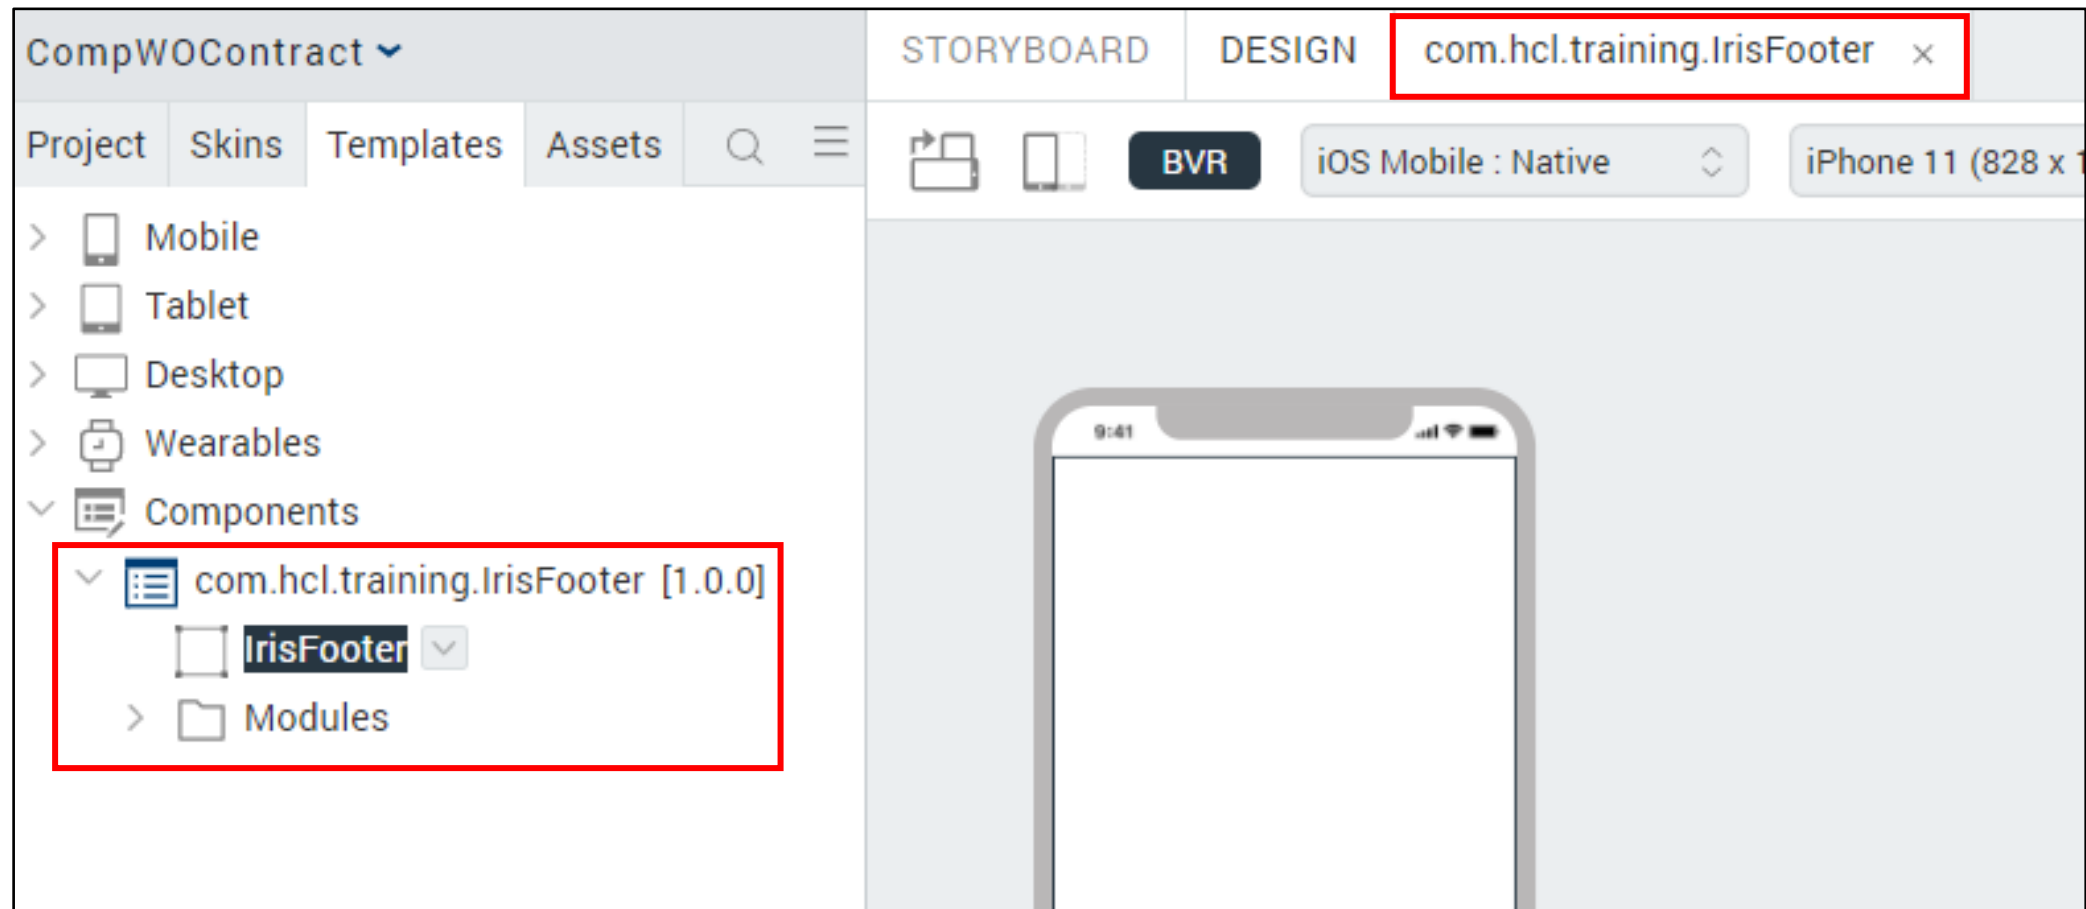 CompWOContract
STORYBOARD DESIGN com.hcl.training.IrisFooter ×
Project Skins Templates Assets
BVR iOS Mobile : Native iPhone 11 (828 x 1
Mobile
Tablet
Desktop
Wearables
Components
com.hcl.training.IrisFooter [1.0.0]
IrisFooter
Modules
9:41